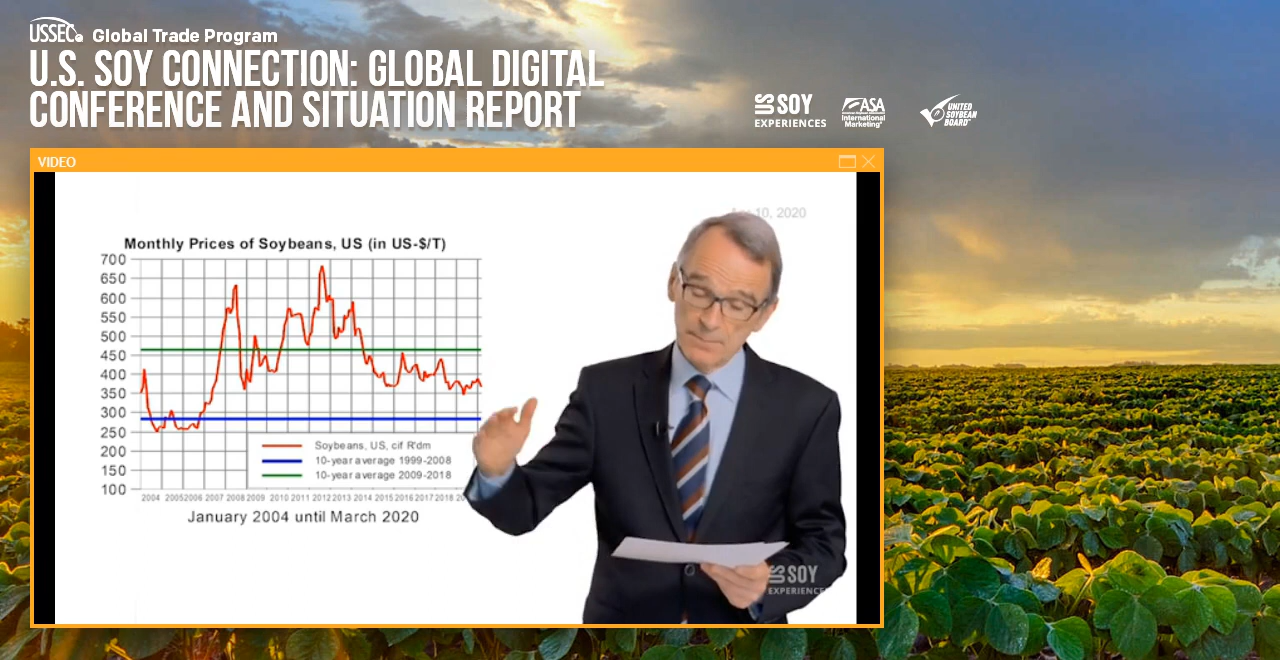 USSEC Global Trade Program
U.S. SOY CONNECTION: GLOBAL DIGITAL
CONFERENCE AND SITUATION REPORT
US SOY
EXPERIENCES
ASA
International
Marketing
UNITED
SOYBEAN
BOARD
VIDEO
10, 2020
Monthly Prices of Soybeans, US (in US-$/T)
700
650
600
550
500
450
400
350
300
250
200
150
100
Soybeans, US, cif R'dm
10-year average 1999-2008
10-year average 2009-2018
2004 2005 2006 2007 2008 2009 2010 2011 2012 2013 2014 2015 2016 2017 2018
January 2004 until March 2020
US SOY
EXPERIENCES